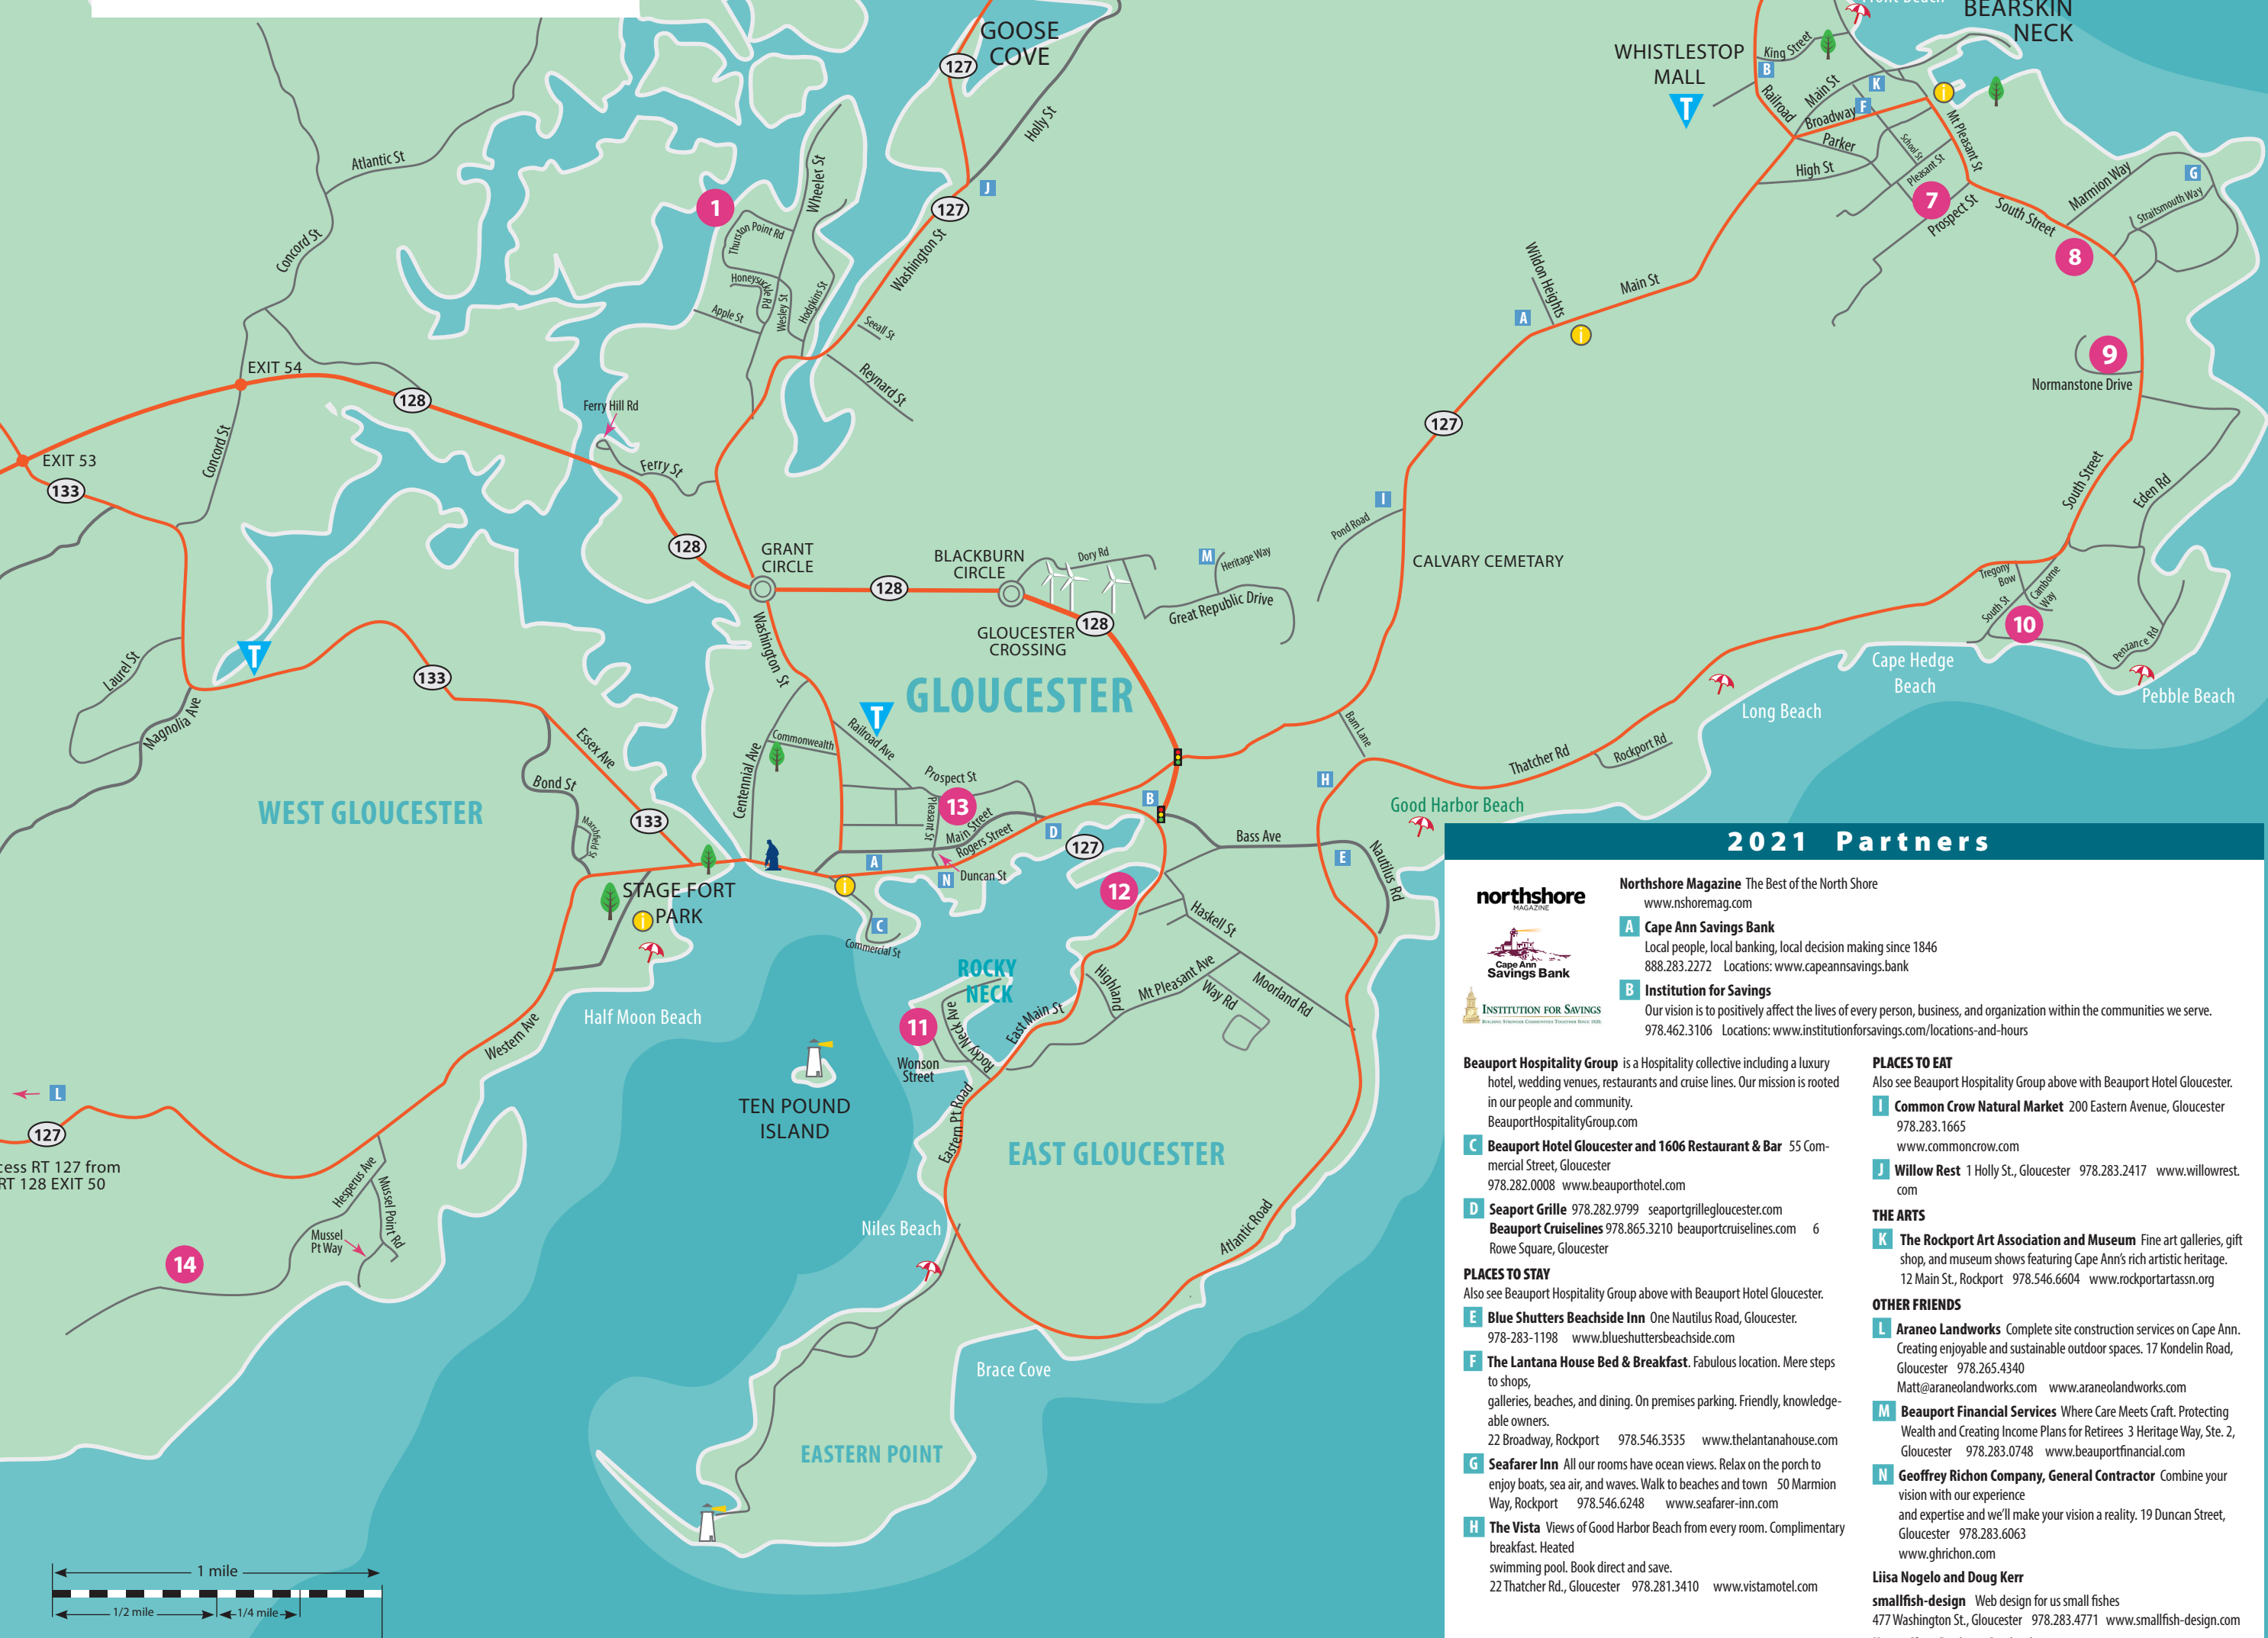 GOOSE
COVE
127
Holly St
J
127
Washington St
Wheeler St
1
Thurston Point Rd
Honeysuckle Rd
Wesley St
Hodgkins St
Apple St
Seeall St
Reynard St
Atlantic St
Concord St
EXIT 54
128
Ferry Hill Rd
Ferry St
Concord St
EXIT 53
133
128
GRANT
CIRCLE
128
BLACKBURN
CIRCLE
Dory Rd
M
Heritage Way
Great Republic Drive
128
GLOUCESTER
CROSSING
Pond Road
I
CALVARY CEMETARY
127
A
Wildon Heights
i
Main St
WHISTLESTOP
MALL
T
King Street
B
Railroad
Main St
K
F
Broadway
Parker
High St
School St
Pleasant St
Mt Pleasant St
i
Front Beach
BEARSKIN
NECK
7
Prospect St
South Street
Marmion Way
G
Straitsmouth Way
8
9
Normanstone Drive
South Street
Eden Rd
Tregony
Bow
South St
Camborne
Way
10
Penzance Rd
Cape Hedge
Beach
Pebble Beach
Long Beach
Thatcher Rd
Rockport Rd
Barn Lane
H
Good Harbor Beach
Laurel St
Magnolia Ave
T
133
Essex Ave
Bond St
Marshfield St
133
WEST GLOUCESTER
Washington St
GLOUCESTER
T
Railroad Ave
Commonwealth
Centennial Ave
Prospect St
13
Pleasant St
Main Street
Rogers Street
D
B
127
A
N
Duncan St
i
Bass Ave
E
Nautilus Rd
12
STAGE FORT
i
PARK
C
Commercial St
Haskell St
Moorland Rd
Mt Pleasant Ave
Way Rd
Highland
ROCKY
NECK
11
Rocky Neck Ave
East Main St
Wonson
Street
Half Moon Beach
Western Ave
TEN POUND
ISLAND
Eastern Pt Road
EAST GLOUCESTER
L
127
cess RT 127 from
RT 128 EXIT 50
Hesperus Ave
Mussel Point Rd
Mussel
Pt Way
14
Niles Beach
Atlantic Road
Brace Cove
EASTERN POINT
1 mile
1/2 mile
1/4 mile
2021 Partners
northshore
MAGAZINE
Northshore Magazine The Best of the North Shore
www.nshoremag.com
Cape Ann
Savings Bank
A Cape Ann Savings Bank
Local people, local banking, local decision making since 1846
888.283.2272 Locations: www.capeannsavings.bank
INSTITUTION FOR SAVINGS
BUILDING STRONGER COMMUNITIES TOGETHER SINCE 1820.
B Institution for Savings
Our vision is to positively affect the lives of every person, business, and organization within the communities we serve.
978.462.3106 Locations: www.institutionforsavings.com/locations-and-hours
Beauport Hospitality Group is a Hospitality collective including a luxury
hotel, wedding venues, restaurants and cruise lines. Our mission is rooted
in our people and community.
BeauportHospitalityGroup.com
C Beauport Hotel Gloucester and 1606 Restaurant & Bar 55 Com-
mercial Street, Gloucester
978.282.0008 www.beauporthotel.com
D Seaport Grille 978.282.9799 seaportgrillegloucester.com
Beauport Cruiselines 978.865.3210 beauportcruiselines.com 6
Rowe Square, Gloucester
PLACES TO STAY
Also see Beauport Hospitality Group above with Beauport Hotel Gloucester.
E Blue Shutters Beachside Inn One Nautilus Road, Gloucester.
978-283-1198 www.blueshuttersbeachside.com
F The Lantana House Bed & Breakfast. Fabulous location. Mere steps
to shops,
galleries, beaches, and dining. On premises parking. Friendly, knowledge-
able owners.
22 Broadway, Rockport 978.546.3535 www.thelantanahouse.com
G Seafarer Inn All our rooms have ocean views. Relax on the porch to
enjoy boats, sea air, and waves. Walk to beaches and town 50 Marmion
Way, Rockport 978.546.6248 www.seafarer-inn.com
H The Vista Views of Good Harbor Beach from every room. Complimentary
breakfast. Heated
swimming pool. Book direct and save.
22 Thatcher Rd., Gloucester 978.281.3410 www.vistamotel.com
PLACES TO EAT
Also see Beauport Hospitality Group above with Beauport Hotel Gloucester.
I Common Crow Natural Market 200 Eastern Avenue, Gloucester
978.283.1665
www.commoncrow.com
J Willow Rest 1 Holly St., Gloucester 978.283.2417 www.willowrest.
com
THE ARTS
K The Rockport Art Association and Museum Fine art galleries, gift
shop, and museum shows featuring Cape Ann's rich artistic heritage.
12 Main St., Rockport 978.546.6604 www.rockportartassn.org
OTHER FRIENDS
L Araneo Landworks Complete site construction services on Cape Ann.
Creating enjoyable and sustainable outdoor spaces. 17 Kondelin Road,
Gloucester 978.265.4340
Matt@araneolandworks.com www.araneolandworks.com
M Beauport Financial Services Where Care Meets Craft. Protecting
Wealth and Creating Income Plans for Retirees 3 Heritage Way, Ste. 2,
Gloucester 978.283.0748 www.beauportfinancial.com
N Geoffrey Richon Company, General Contractor Combine your
vision with our experience
and expertise and we'll make your vision a reality. 19 Duncan Street,
Gloucester 978.283.6063
www.ghrichon.com
Liisa Nogelo and Doug Kerr
smallfish-design Web design for us small fishes
477 Washington St., Gloucester 978.283.4771 www.smallfish-design.com